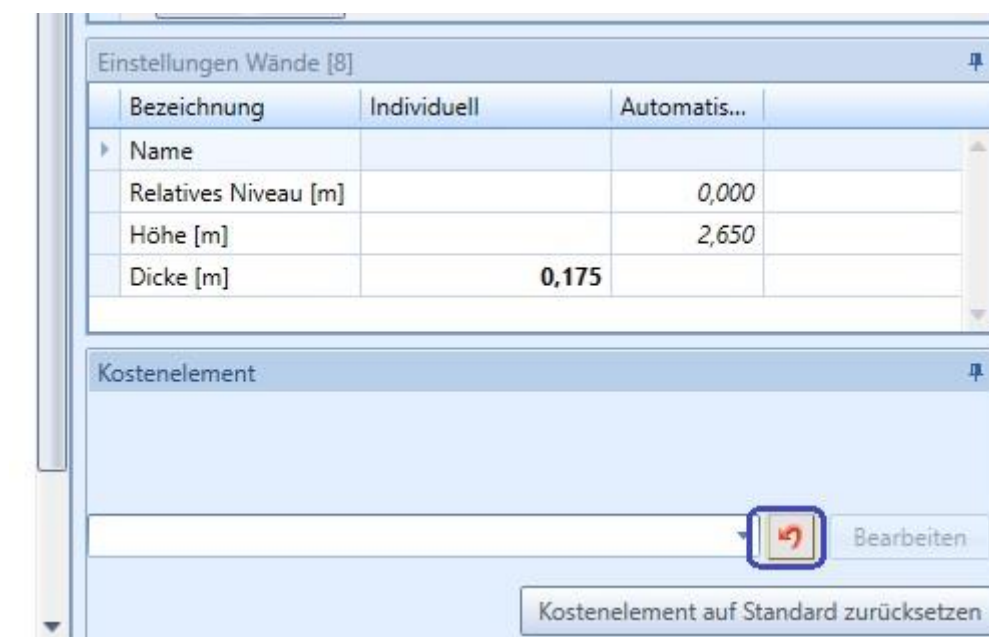 Einstellungen Wände [8]
Bezeichnung Individuell Automatis...
Name
Relatives Niveau [m] 0,000
Höhe [m] 2,650
Dicke [m] 0,175
Kostenelement
Bearbeiten
Kostenelement auf Standard zurücksetzen